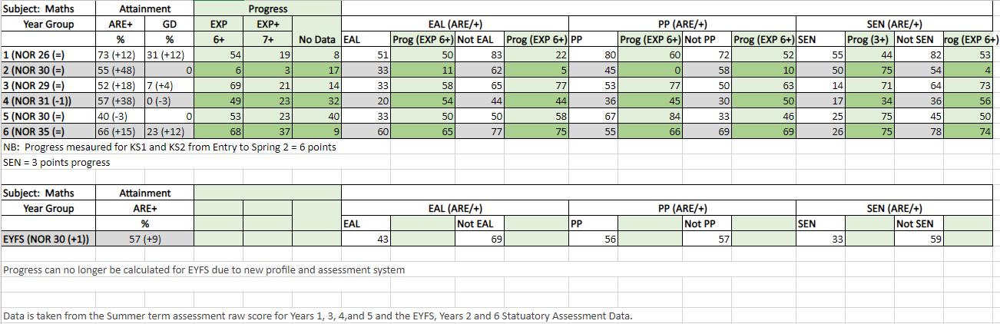 Subject: Maths Attainment Progress
Year Group ARE+ GD EXP EXP+ EAL (ARE/+) PP (ARE/+) SEN (ARE/+)
% % 6+ 7+ No Data EAL Prog (EXP 6+) Not EAL Prog (EXP 6+) PP Prog (EXP 6+) Not PP Prog (EXP 6+) SEN Prog (3+) Not SEN rog (EXP 6+)
1 (NOR 26 (=) 73 (+12) 31 (+12) 54 19 8 51 50 83 22 80 60 72 52 55 44 82 53
2 (NOR 30 (=) 55 (+48) 0 6 3 17 33 11 62 5 45 0 58 10 50 75 54 4
3 (NOR 29 (=) 52 (+18) 7 (+4) 69 21 14 33 58 65 77 53 77 50 63 14 71 64 73
4 (NOR 31 (-1)) 57 (+38) 0 (-3) 49 23 32 20 54 44 44 36 45 30 50 17 34 36 56
5 (NOR 30 (=) 40 (-3) 0 53 23 40 33 50 50 58 67 84 33 46 25 75 45 50
6 (NOR 35 (=) 66 (+15) 23 (+12) 68 37 9 60 65 77 75 55 66 69 69 26 75 78 74
NB: Progress mesaured for KS1 and KS2 from Entry to Spring 2 = 6 points
SEN = 3 points progress
Subject: Maths Attainment
Year Group ARE+ EAL (ARE/+) PP (ARE/+) SEN (ARE/+)
% EAL Not EAL PP Not PP SEN Not SEN
EYFS (NOR 30 (+1)) 57 (+9) 43 69 56 57 33 59
Progress can no longer be calculated for EYFS due to new profile and assessment system
Data is taken from the Summer term assessment raw score for Years 1, 3, 4,and 5 and the EYFS, Years 2 and 6 Statuatory Assessment Data.